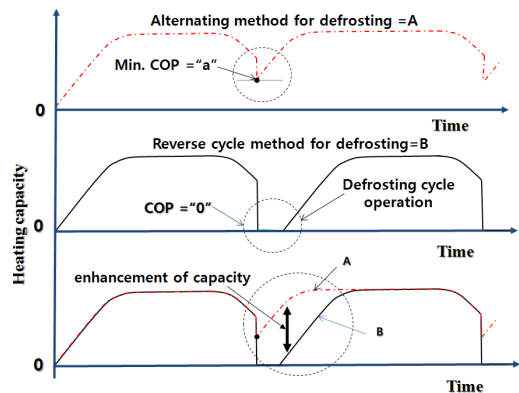 Alternating method for defrosting =A
Min. COP =“a”
0
Time
Reverse cycle method for defrosting=B
Heating capacity
COP =“0”
Defrosting cycle
operation
0
Time
enhancement of capacity
A
B
0
Time